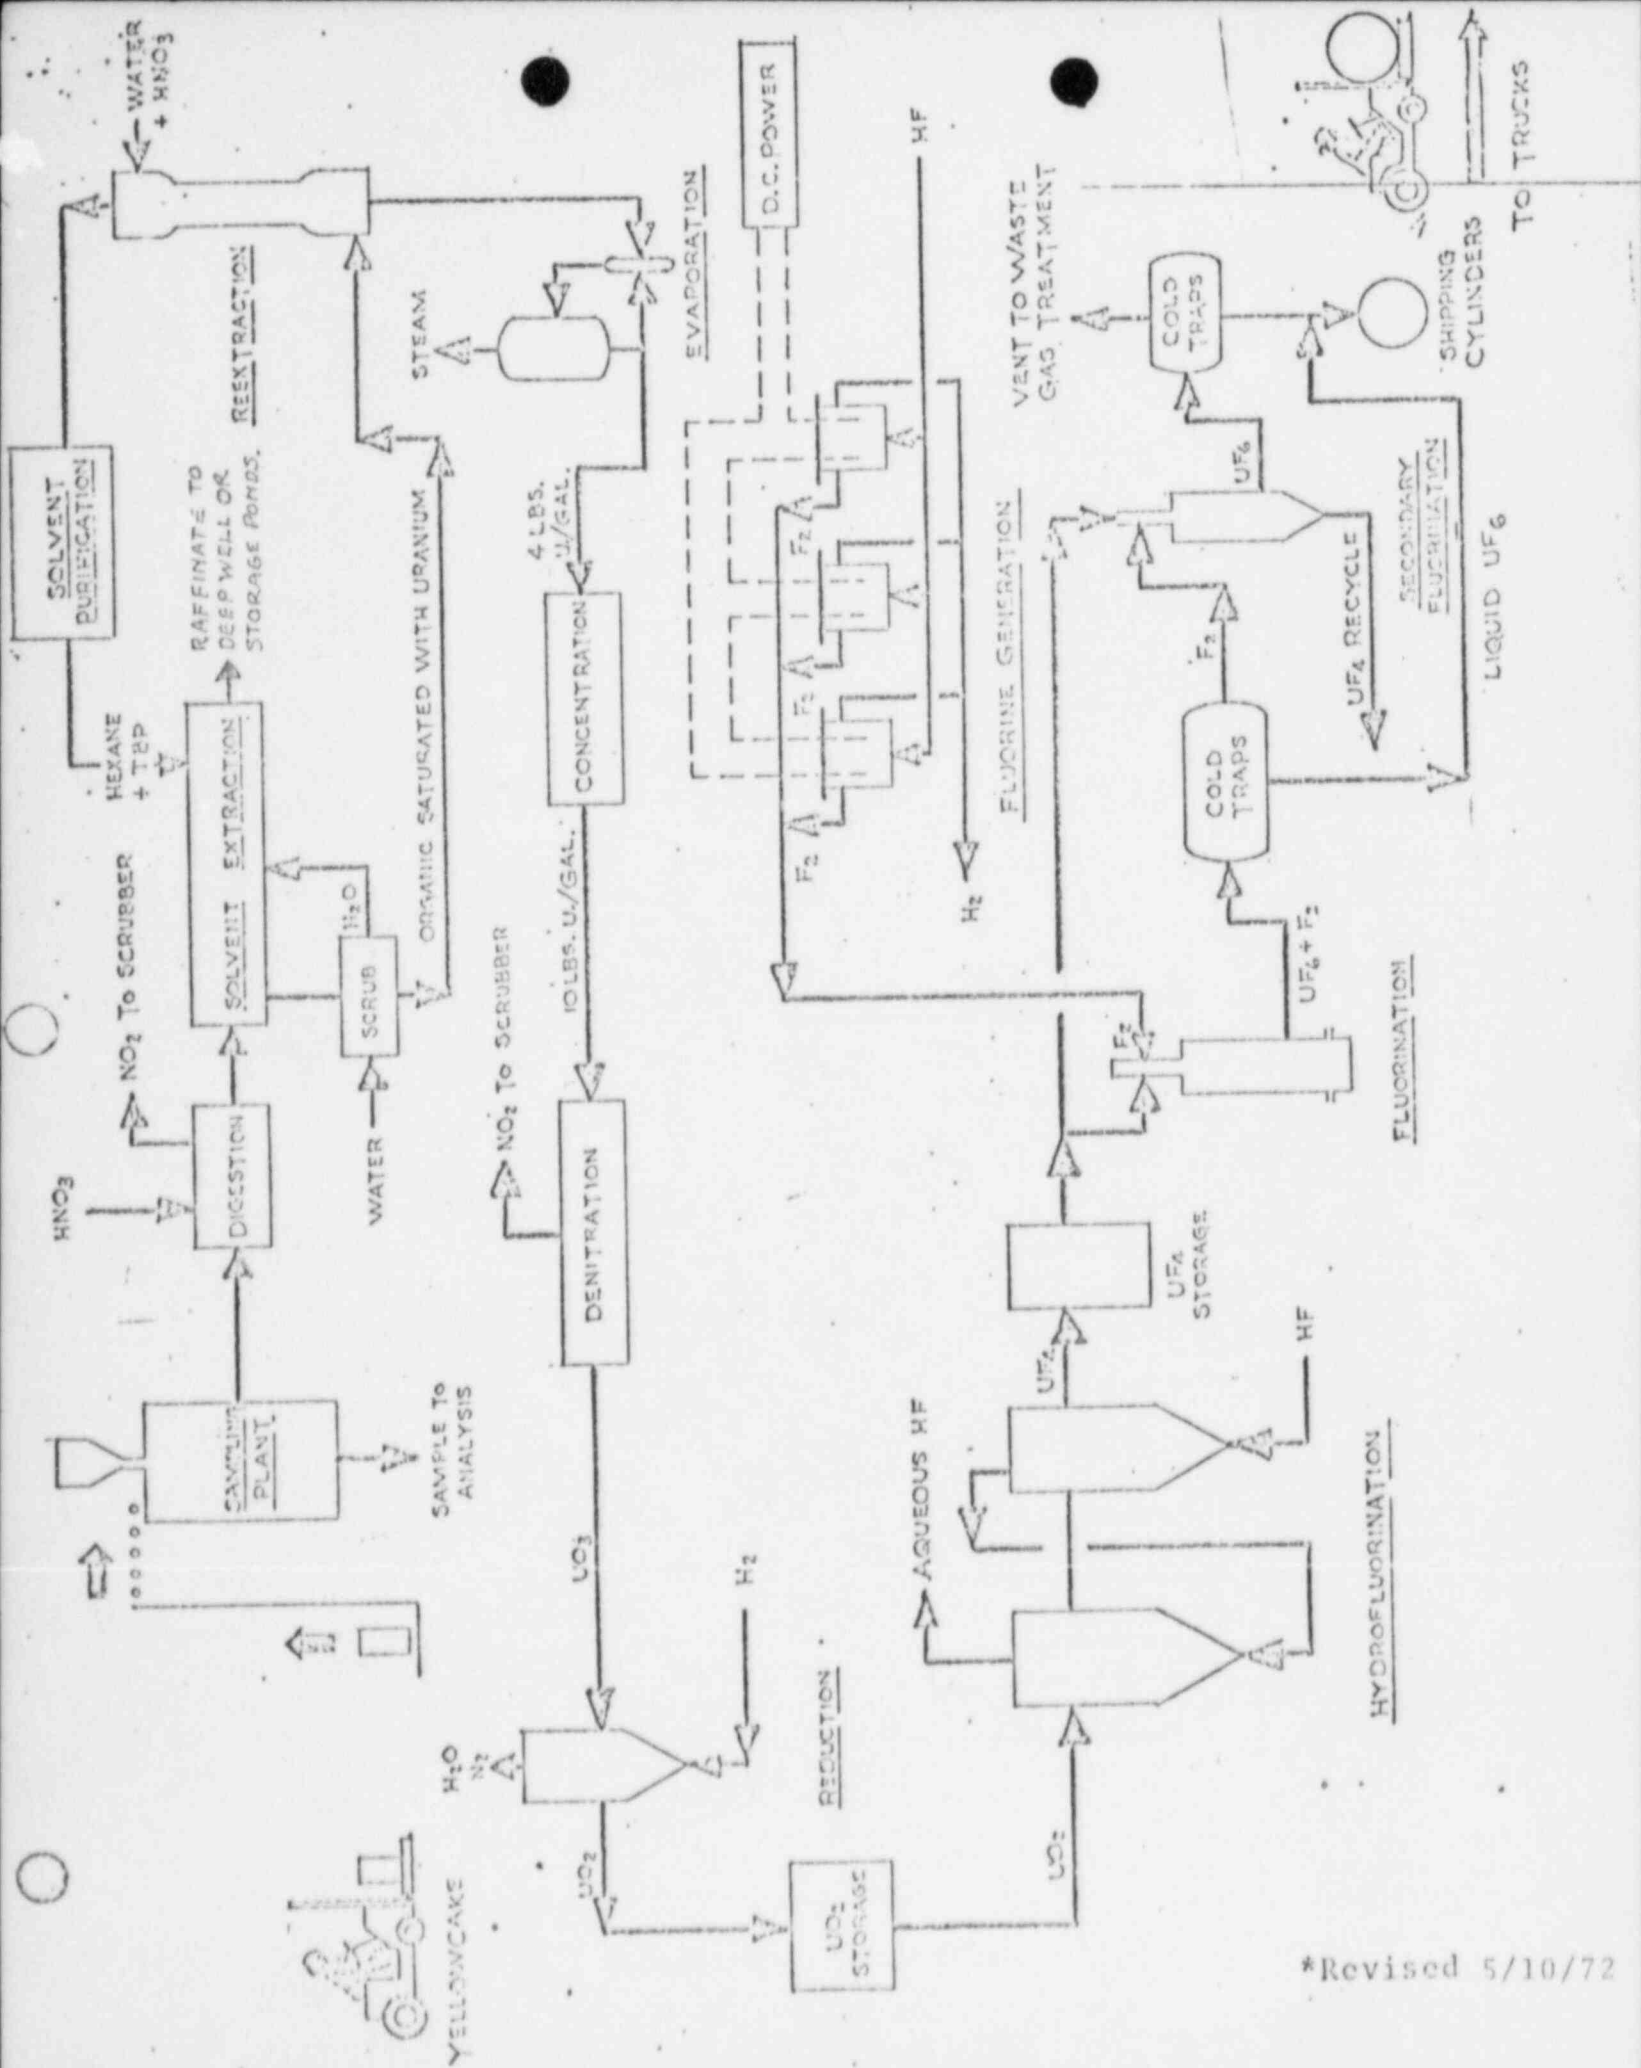 YELLOWCAKE
SAMPLING
PLANT
SAMPLE TO
ANALYSIS
HNO3
DIGESTION
NO2 TO SCRUBBER
WATER
SCRUB
H2O
SOLVENT EXTRACTION
HEXANE
+ TBP
SOLVENT
PURIFICATION
RAFFINATE TO
DEEP WELL OR
STORAGE PONDS.
ORGANIC SATURATED WITH URANIUM
REEXTRACTION
WATER
+ HNO3
STEAM
EVAPORATION
4 LBS.
U./GAL.
CONCENTRATION
10 LBS. U./GAL.
NO2 TO SCRUBBER
DENITRATION
UO3
H2O
N2
H2
REDUCTION
UO2
UO2
STORAGE
UO2
D.C. POWER
HF
F2
F2
F2
H2
FLUORINE GENERATION
AQUEOUS HF
HF
HYDROFLUORINATION
UF4
UF4
STORAGE
F2
FLUORINATION
UF6 + F2
COLD
TRAPS
F2
UF4 RECYCLE
SECONDARY
FLUORINATION
UF6
LIQUID UF6
VENT TO WASTE
GAS TREATMENT
COLD
TRAPS
SHIPPING
CYLINDERS
TO TRUCKS
*Revised 5/10/72